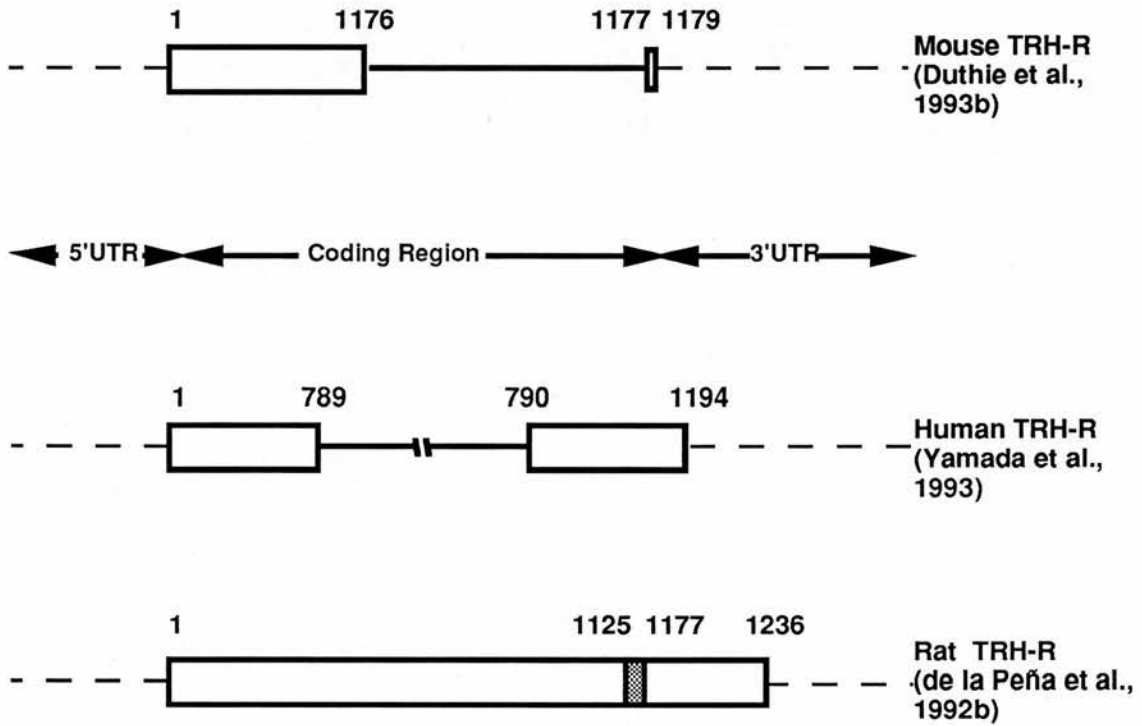 1 1176 1177 1179
Mouse TRH-R
(Duthie et al.,
1993b)
5'UTR Coding Region 3'UTR
1 789 790 1194
Human TRH-R
(Yamada et al.,
1993)
1 1125 1177 1236
Rat TRH-R
(de la Peña et al.,
1992b)